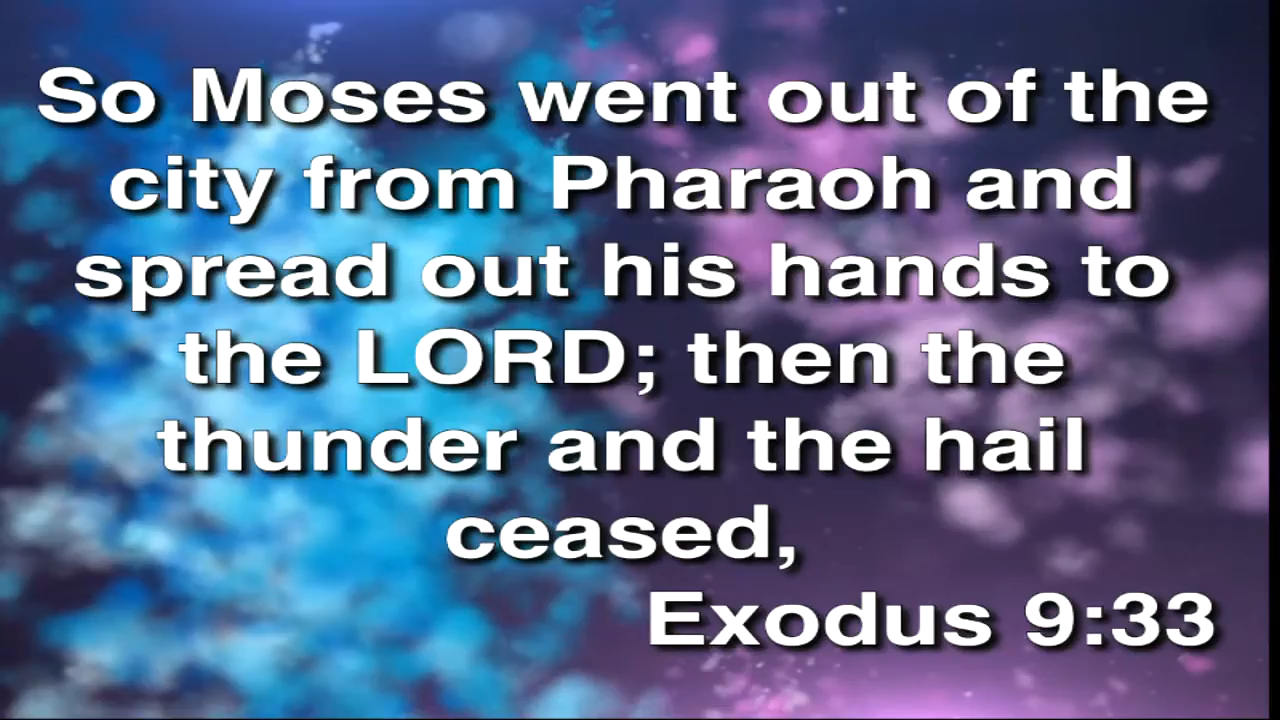 So Moses went out of the
city from Pharaoh and
spread out his hands to
the LORD; then the
thunder and the hail
ceased,
Exodus 9:33